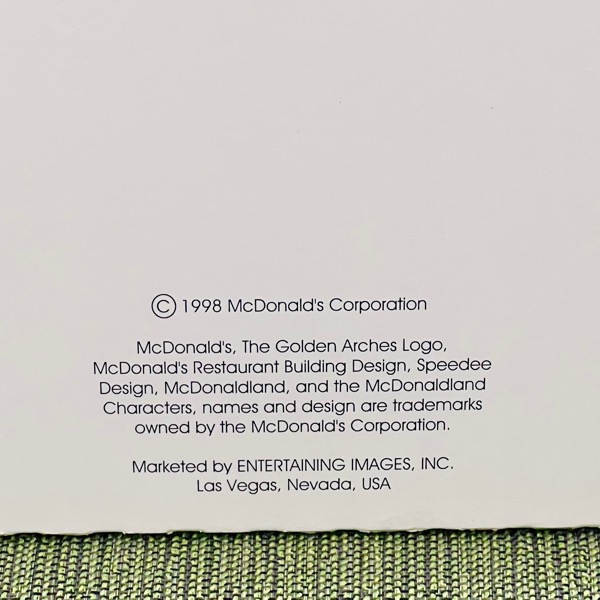 © 1998 McDonald's Corporation
McDonald's, The Golden Arches Logo,
McDonald's Restaurant Building Design, Speedee
Design, McDonaldland, and the McDonaldland
Characters, names and design are trademarks
owned by the McDonald's Corporation.
Marketed by ENTERTAINING IMAGES, INC.
Las Vegas, Nevada, USA